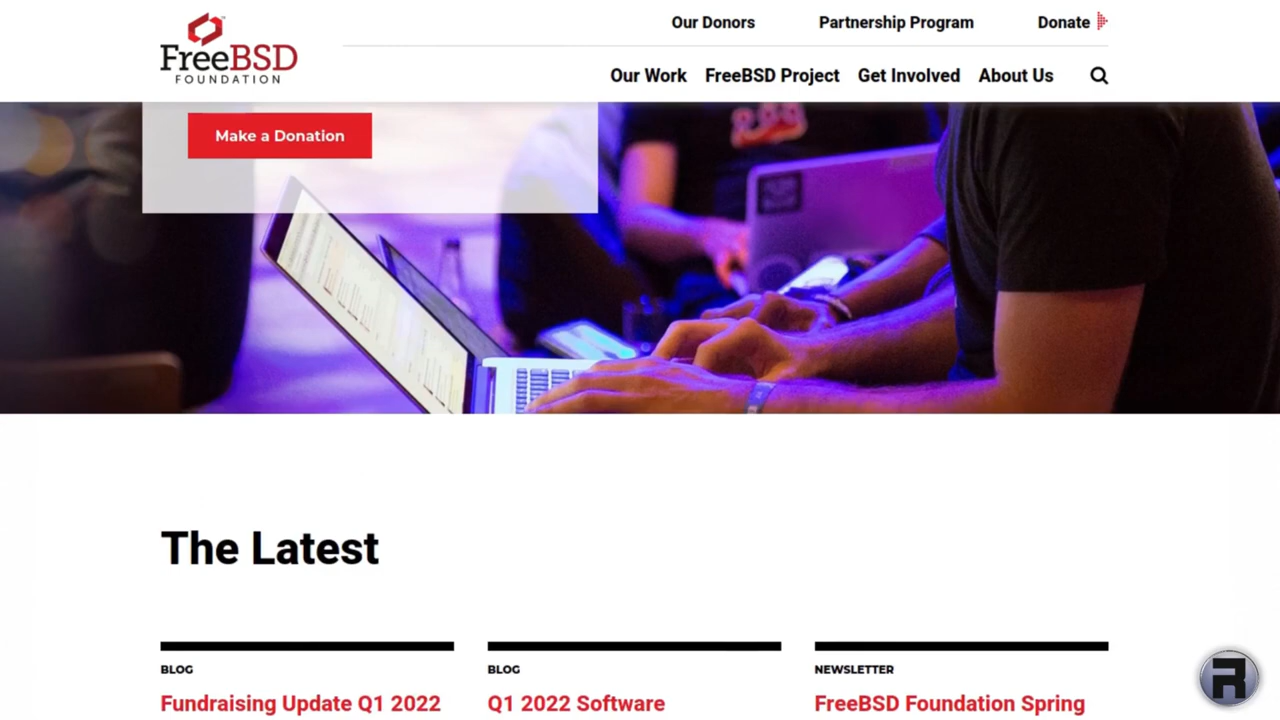 Our Donors
Partnership Program
Donate
FreeBSD
FOUNDATION
Our Work
FreeBSD Project
Get Involved
About Us
Make a Donation
The Latest
BLOG
BLOG
NEWSLETTER
Fundraising Update Q1 2022
Q1 2022 Software
FreeBSD Foundation Spring